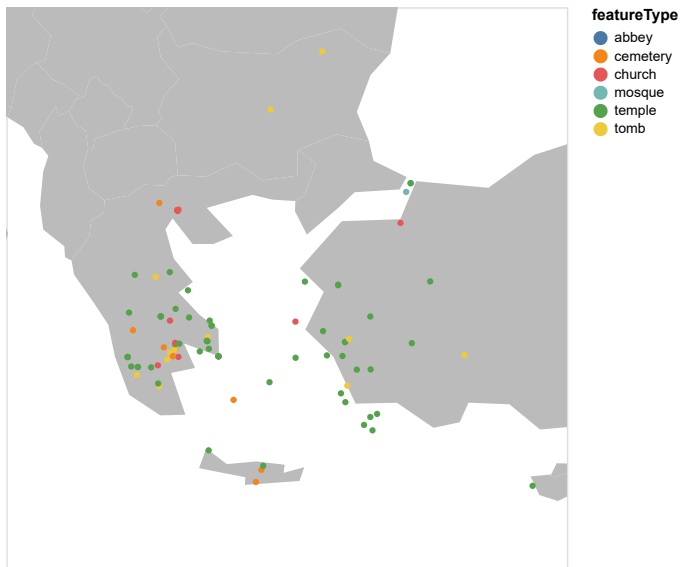 featureType
abbey
cemetery
church
mosque
temple
tomb